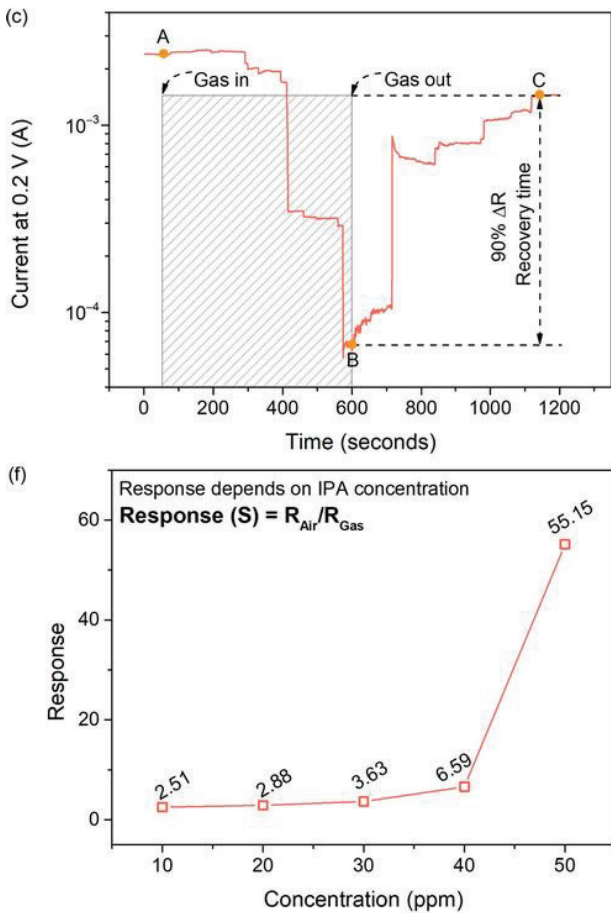 (c)
A
C
Gas in
Gas out
10⁻³
10⁻⁴
Current at 0.2 V (A)
90% ΔR
Recovery time
B
0 200 400 600 800 1000 1200
Time (seconds)
(f)
Response depends on IPA concentration
Response (S) = R_Air/R_Gas
60
40
20
0
Response
2.51
2.88
3.63
6.59
55.15
10 20 30 40 50
Concentration (ppm)